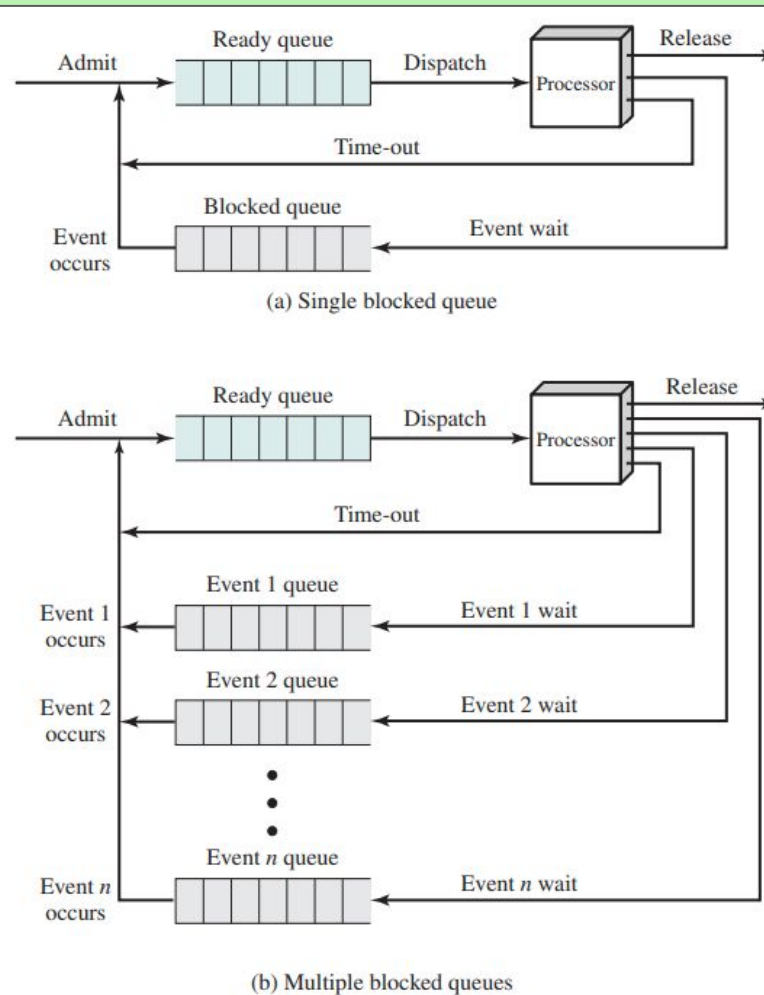 Ready queue
Release
Admit
Dispatch
Processor
Time-out
Blocked queue
Event
occurs
Event wait
(a) Single blocked queue
Ready queue
Release
Admit
Dispatch
Processor
Time-out
Event 1 queue
Event 1
occurs
Event 1 wait
Event 2 queue
Event 2
occurs
Event 2 wait
Event n queue
Event n
occurs
Event n wait
(b) Multiple blocked queues